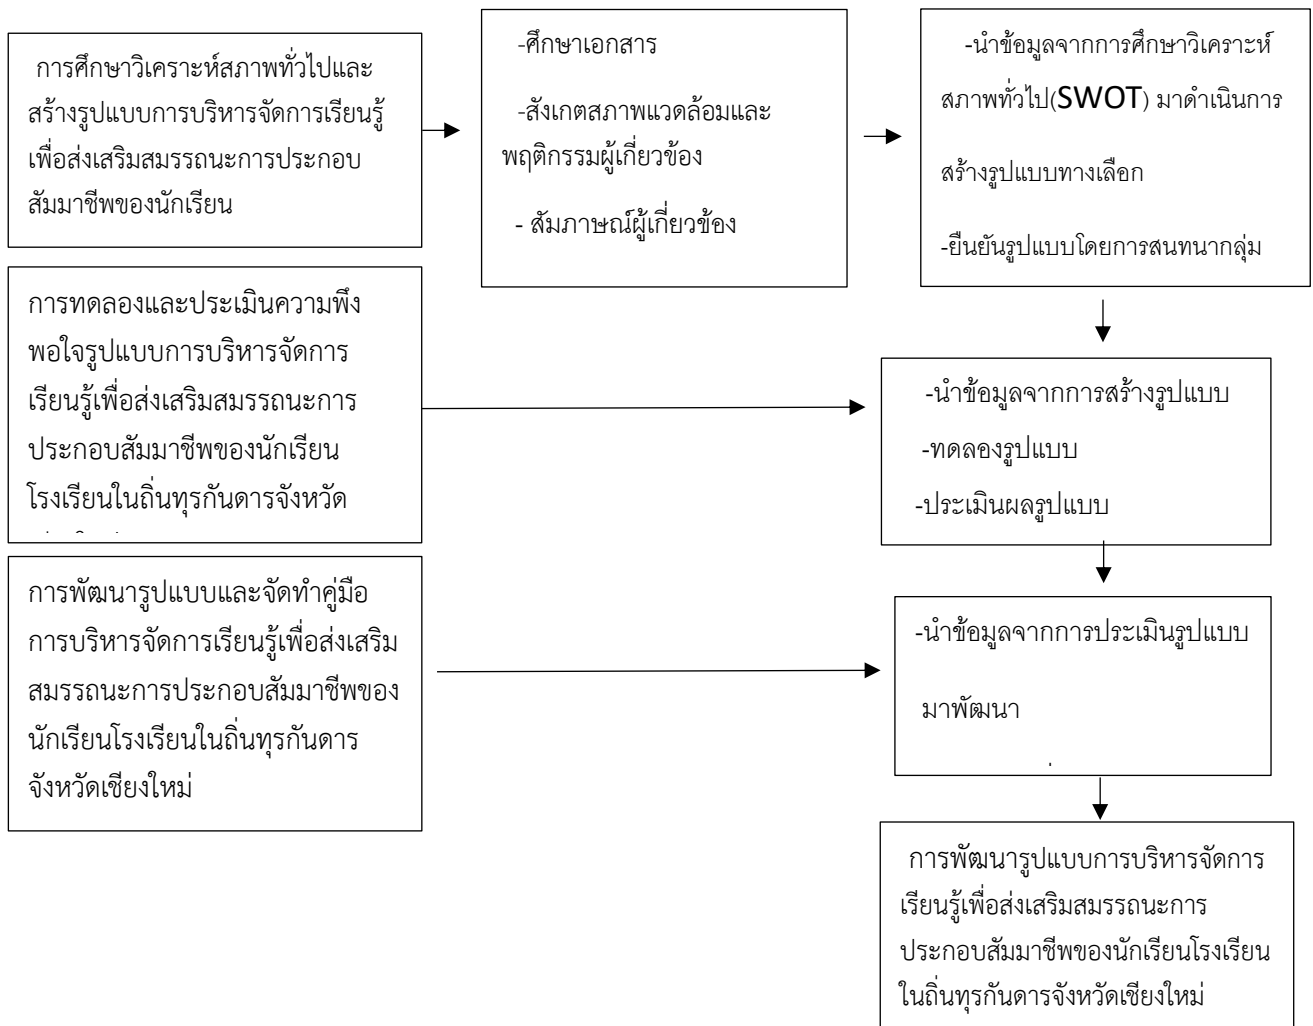 การศึกษาวิเคราะห์สภาพทั่วไปและ
สร้างรูปแบบการบริหารจัดการเรียนรู้
เพื่อส่งเสริมสมรรถนะการประกอบ
สัมมาชีพของนักเรียน
-ศึกษาเอกสาร
-สังเกตสภาพแวดล้อมและ
พฤติกรรมผู้เกี่ยวข้อง
- สัมภาษณ์ผู้เกี่ยวข้อง
-นำข้อมูลจากการศึกษาวิเคราะห์
สภาพทั่วไป(SWOT) มาดำเนินการ
สร้างรูปแบบทางเลือก
-ยืนยันรูปแบบโดยการสนทนากลุ่ม
การทดลองและประเมินความพึง
พอใจรูปแบบการบริหารจัดการ
เรียนรู้เพื่อส่งเสริมสมรรถนะการ
ประกอบสัมมาชีพของนักเรียน
โรงเรียนในถิ่นทุรกันดารจังหวัด
-นำข้อมูลจากการสร้างรูปแบบ
-ทดลองรูปแบบ
-ประเมินผลรูปแบบ
การพัฒนารูปแบบและจัดทำคู่มือ
การบริหารจัดการเรียนรู้เพื่อส่งเสริม
สมรรถนะการประกอบสัมมาชีพของ
นักเรียนโรงเรียนในถิ่นทุรกันดาร
จังหวัดเชียงใหม่
-นำข้อมูลจากการประเมินรูปแบบ
มาพัฒนา
การพัฒนารูปแบบการบริหารจัดการ
เรียนรู้เพื่อส่งเสริมสมรรถนะการ
ประกอบสัมมาชีพของนักเรียนโรงเรียน
ในถิ่นทุรกันดารจังหวัดเชียงใหม่